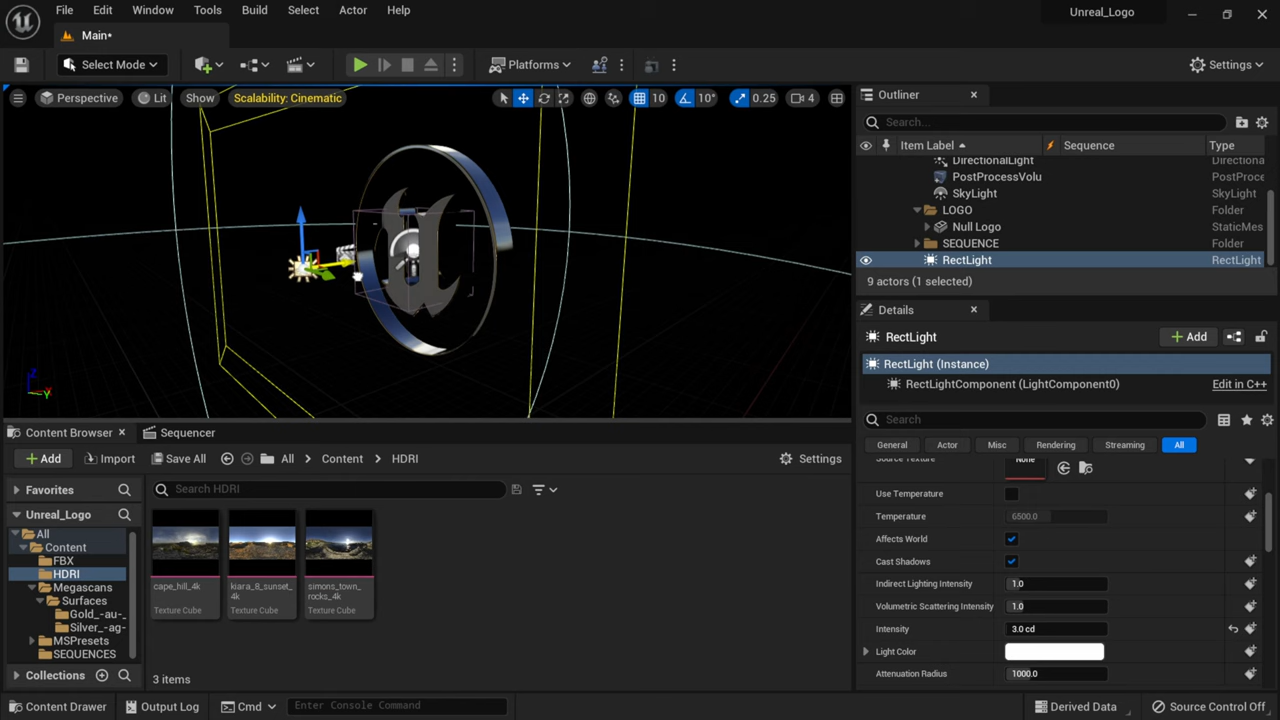 File Edit Window Tools Build Select Actor Help
Unreal_Logo
Main*
Select Mode
Platforms
Settings
Perspective Lit Show Scalability: Cinematic
10 10° 0.25 4
Outliner
Search...
Item Label Sequence Type
DirectionalLight Directiona
PostProcessVolu PostProce
SkyLight SkyLight
LOGO Folder
Null Logo StaticMes
SEQUENCE Folder
RectLight RectLight
9 actors (1 selected)
Details
RectLight
Add
RectLight (Instance)
RectLightComponent (LightComponent0) Edit in C++
Search
General Actor Misc Rendering Streaming All
Source Texture None
Use Temperature
Temperature 6500.0
Affects World
Cast Shadows
Indirect Lighting Intensity 1.0
Volumetric Scattering Intensity 1.0
Intensity 3.0 cd
Light Color
Attenuation Radius 1000.0
Content Browser Sequencer
Add Import Save All All Content HDRI Settings
Favorites
Search HDRI
Unreal_Logo
All
Content
FBX
HDRI
Megascans
Surfaces
Gold_-au-_
Silver_-ag-
MSPresets
SEQUENCES
Collections
cape_hill_4k
Texture Cube
kiara_8_sunset_
4k
Texture Cube
simons_town_
rocks_4k
Texture Cube
3 items
Content Drawer Output Log Cmd Enter Console Command Derived Data Source Control Off